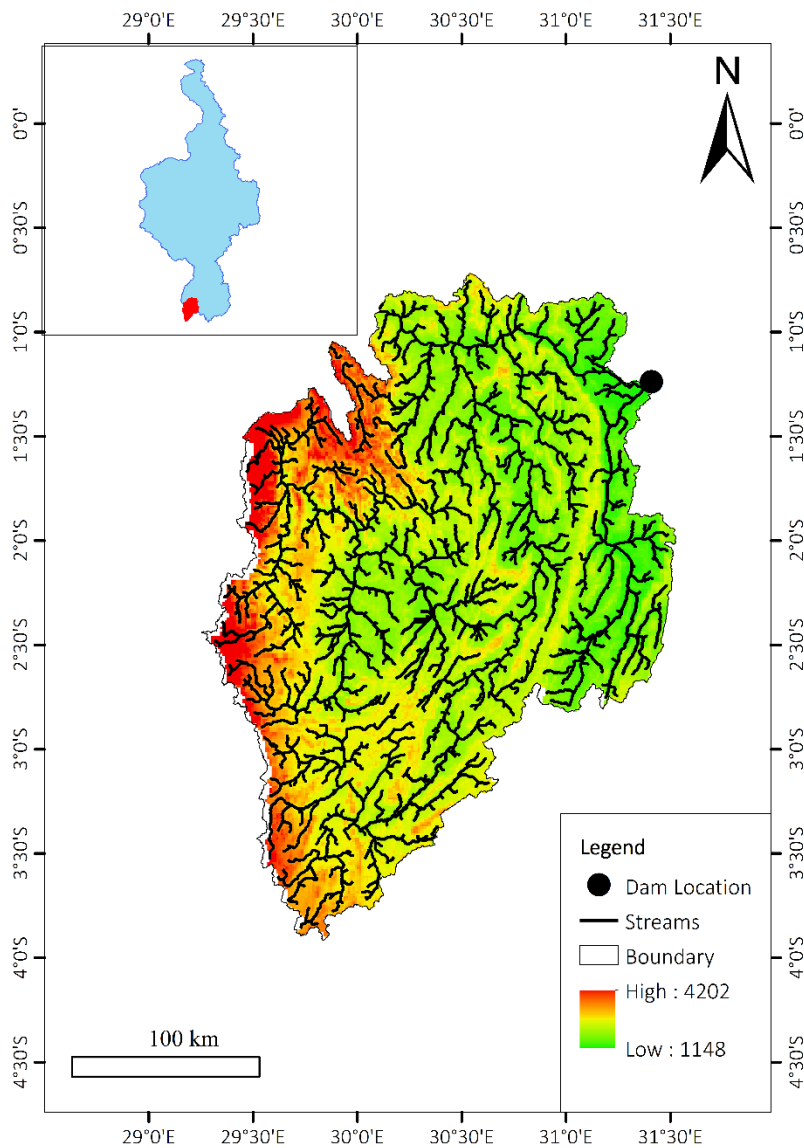 29°0'E 29°30'E 30°0'E 30°30'E 31°0'E 31°30'E
N
0°0'
0°0'
0°30'S
0°30'S
1°0'S
1°0'S
1°30'S
1°30'S
2°0'S
2°0'S
2°30'S
2°30'S
3°0'S
3°0'S
3°30'S
3°30'S
4°0'S
4°0'S
4°30'S
4°30'S
Legend
Dam Location
Streams
Boundary
High : 4202
Low : 1148
100 km
29°0'E 29°30'E 30°0'E 30°30'E 31°0'E 31°30'E